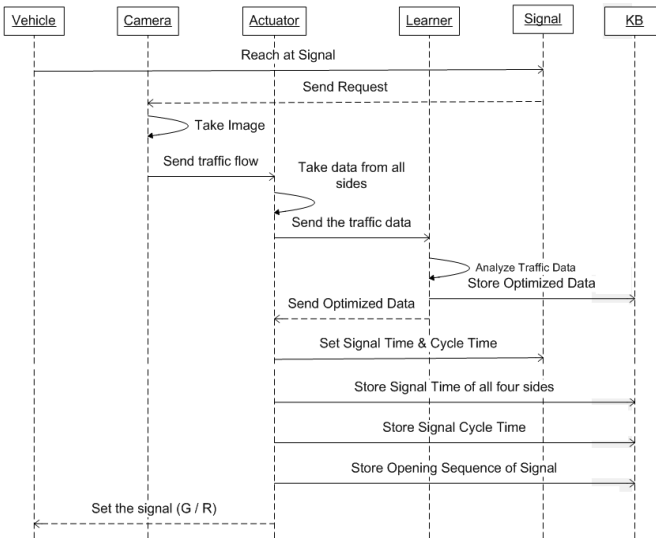 Vehicle
Camera
Actuator
Learner
Signal
KB
Reach at Signal
Send Request
Take Image
Send traffic flow
Take data from all
sides
Send the traffic data
Analyze Traffic Data
Store Optimized Data
Send Optimized Data
Set Signal Time & Cycle Time
Store Signal Time of all four sides
Store Signal Cycle Time
Store Opening Sequence of Signal
Set the signal (G / R)